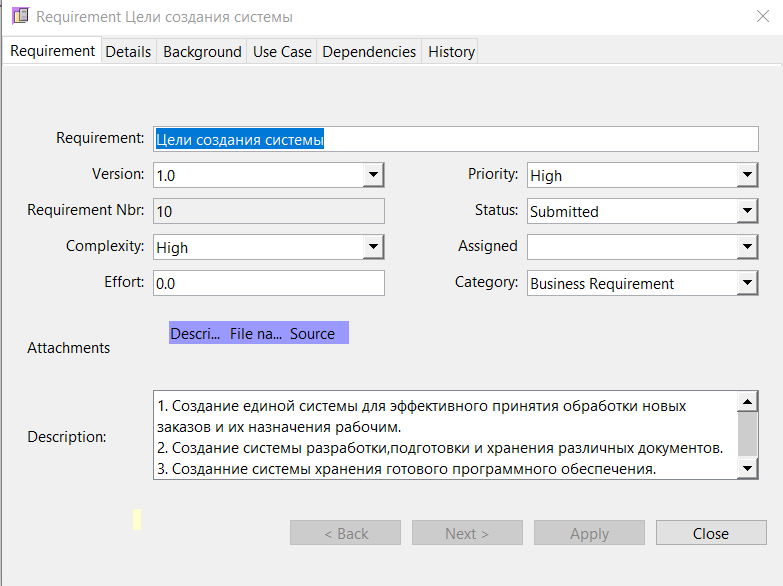 Requirement Цели создания системы
Requirement Details Background Use Case Dependencies History
Requirement: Цели создания системы
Version: 1.0 Priority: High
Requirement Nbr: 10 Status: Submitted
Complexity: High Assigned
Effort: 0.0 Category: Business Requirement
Attachments Descri... File na... Source
Description:
1. Создание единой системы для эффективного принятия обработки новых
заказов и их назначения рабочим.
2. Создание системы разработки,подготовки и хранения различных документов.
3. Созданние системы хранения готового программного обеспечения.
< Back Next > Apply Close